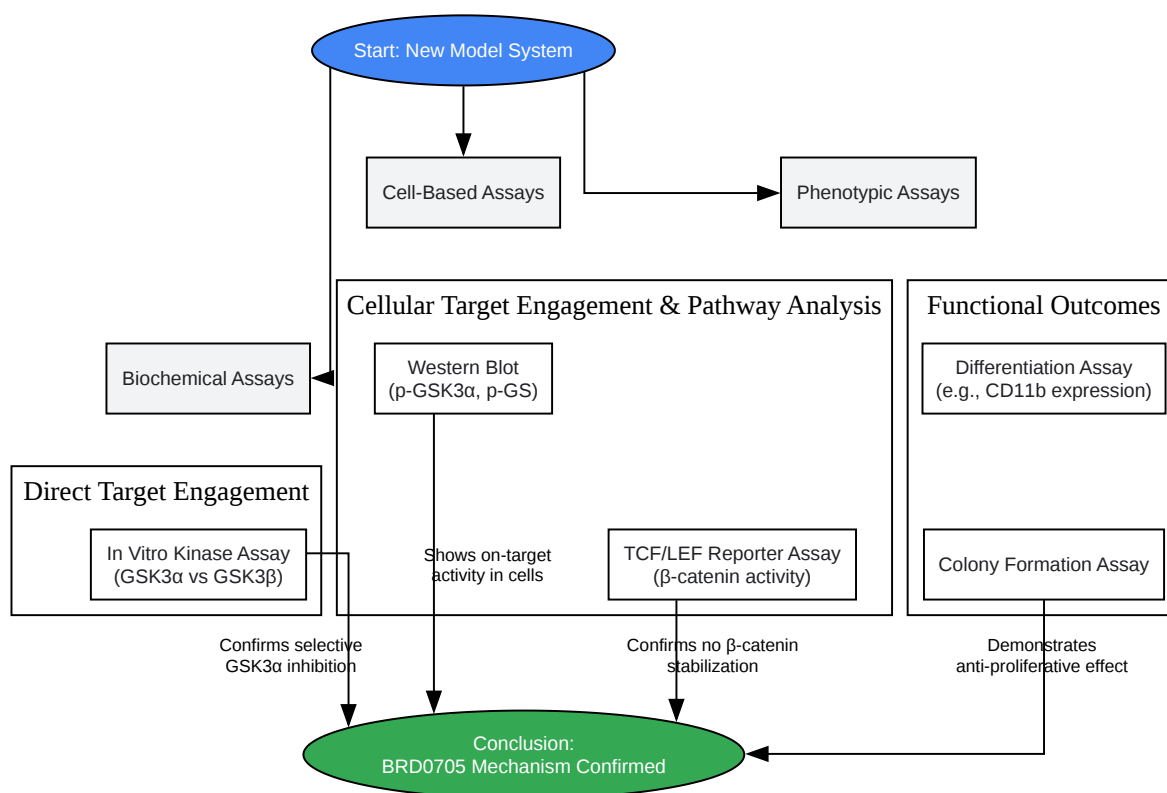 Start: New Model System
Cell-Based Assays
Phenotypic Assays
Cellular Target Engagement & Pathway Analysis
Functional Outcomes
Biochemical Assays
Western Blot
(p-GSK3α, p-GS)
Differentiation Assay
(e.g., CD11b expression)
Direct Target Engagement
In Vitro Kinase Assay
(GSK3α vs GSK3β)
Shows on-target
activity in cells
TCF/LEF Reporter Assay
(β-catenin activity)
Colony Formation Assay
Confirms selective
GSK3α inhibition
Confirms no β-catenin
stabilization
Demonstrates
anti-proliferative effect
Conclusion:
BRD0705 Mechanism Confirmed